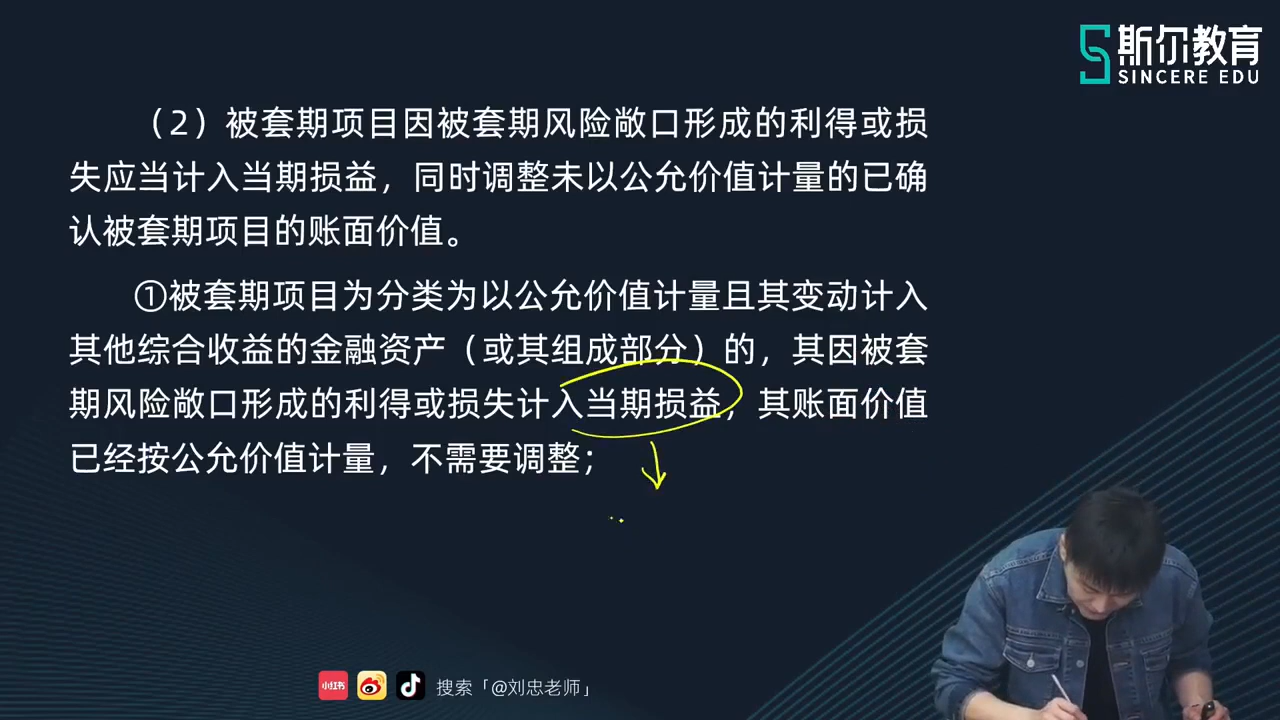 斯尔教育
SINCERE EDU
（2）被套期项目因被套期风险敞口形成的利得或损
失应当计入当期损益，同时调整未以公允价值计量的已确
认被套期项目的账面价值。
①被套期项目为分类为以公允价值计量且其变动计入
其他综合收益的金融资产（或其组成部分）的，其因被套
期风险敞口形成的利得或损失计入当期损益，其账面价值
已经按公允价值计量，不需要调整；
小红书
搜索「@刘忠老师」